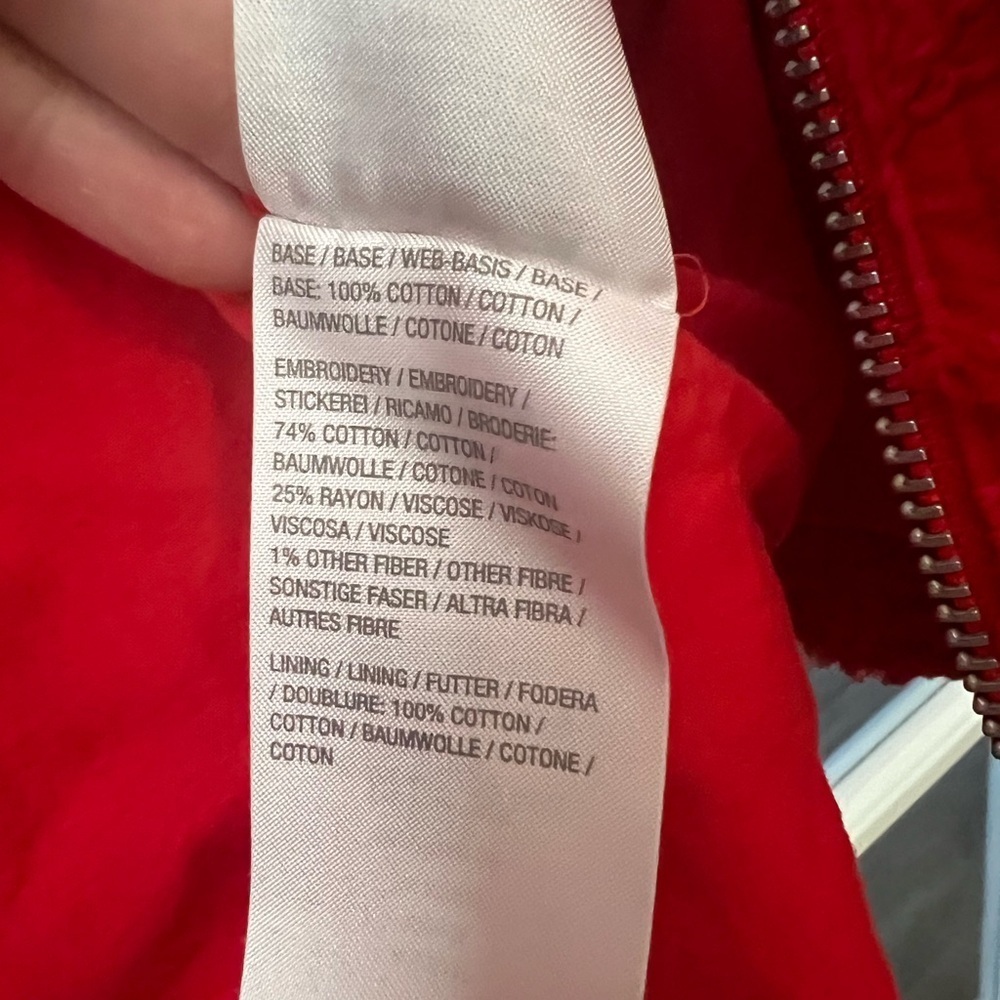 BASE / BASE / WEB-BASIS / BASE /
BASE: 100% COTTON / COTTON /
BAUMWOLLE / COTONE / COTON
EMBROIDERY / EMBROIDERY /
STICKEREI / RICAMO / BRODERIE:
74% COTTON / COTTON /
BAUMWOLLE / COTONE / COTON
25% RAYON / VISCOSE / VISKOSE /
VISCOSA / VISCOSE
1% OTHER FIBER / OTHER FIBRE /
SONSTIGE FASER / ALTRA FIBRA /
AUTRES FIBRE
LINING / LINING / FUTTER / FODERA
/ DOUBLURE: 100% COTTON /
COTTON / BAUMWOLLE / COTONE /
COTON